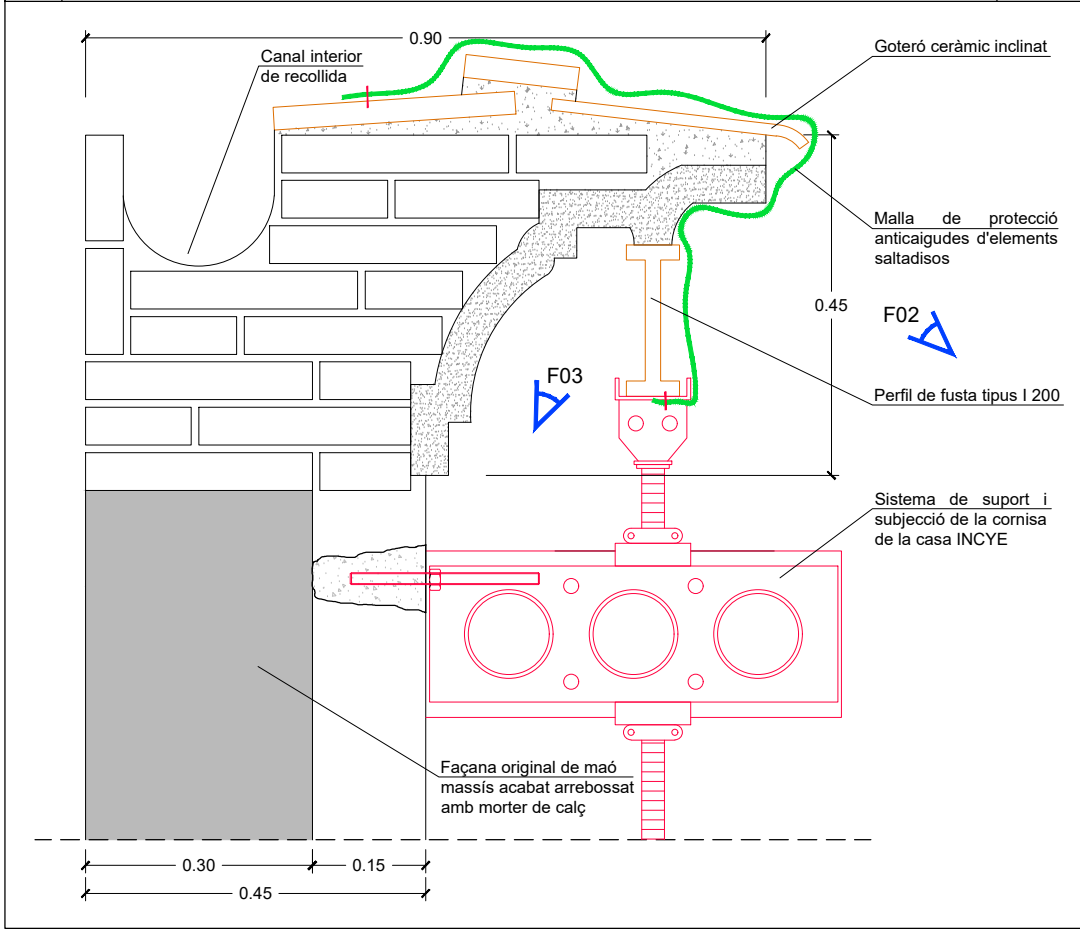 0.90
Canal interior
de recollida
Goteró ceràmic inclinat
Malla de protecció
anticaigudes d'elements
saltadisos
0.45
F02
F03
Perfil de fusta tipus I 200
Sistema de suport i
subjecció de la cornisa
de la casa INCYE
Façana original de maó
massís acabat arrebossat
amb morter de calç
0.30
0.15
0.45